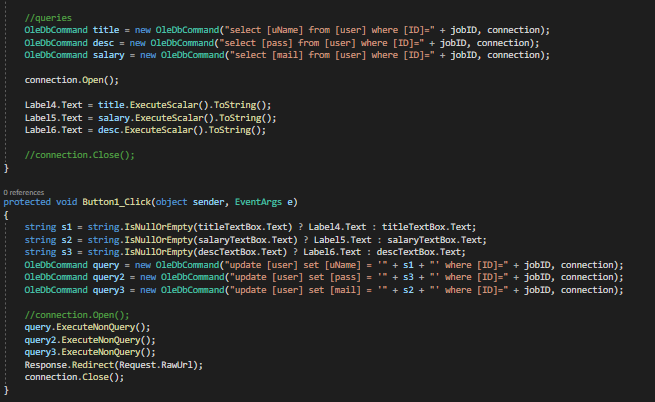 //queries
OleDbCommand title = new OleDbCommand("select [uName] from [user] where [ID]=" + jobID, connection);
OleDbCommand desc = new OleDbCommand("select [pass] from [user] where [ID]=" + jobID, connection);
OleDbCommand salary = new OleDbCommand("select [mail] from [user] where [ID]=" + jobID, connection);
connection.Open();
Label4.Text = title.ExecuteScalar().ToString();
Label5.Text = salary.ExecuteScalar().ToString();
Label6.Text = desc.ExecuteScalar().ToString();
//connection.Close();
}
0 references
protected void Button1_Click(object sender, EventArgs e)
{
string s1 = string.IsNullOrEmpty(titleTextBox.Text) ? Label4.Text : titleTextBox.Text;
string s2 = string.IsNullOrEmpty(salaryTextBox.Text) ? Label5.Text : salaryTextBox.Text;
string s3 = string.IsNullOrEmpty(descTextBox.Text) ? Label6.Text : descTextBox.Text;
OleDbCommand query = new OleDbCommand("update [user] set [uName] = '" + s1 + "' where [ID]=" + jobID, connection);
OleDbCommand query2 = new OleDbCommand("update [user] set [pass] = '" + s3 + "' where [ID]=" + jobID, connection);
OleDbCommand query3 = new OleDbCommand("update [user] set [mail] = '" + s2 + "' where [ID]=" + jobID, connection);
//connection.Open();
query.ExecuteNonQuery();
query2.ExecuteNonQuery();
query3.ExecuteNonQuery();
Response.Redirect(Request.RawUrl);
connection.Close();
}